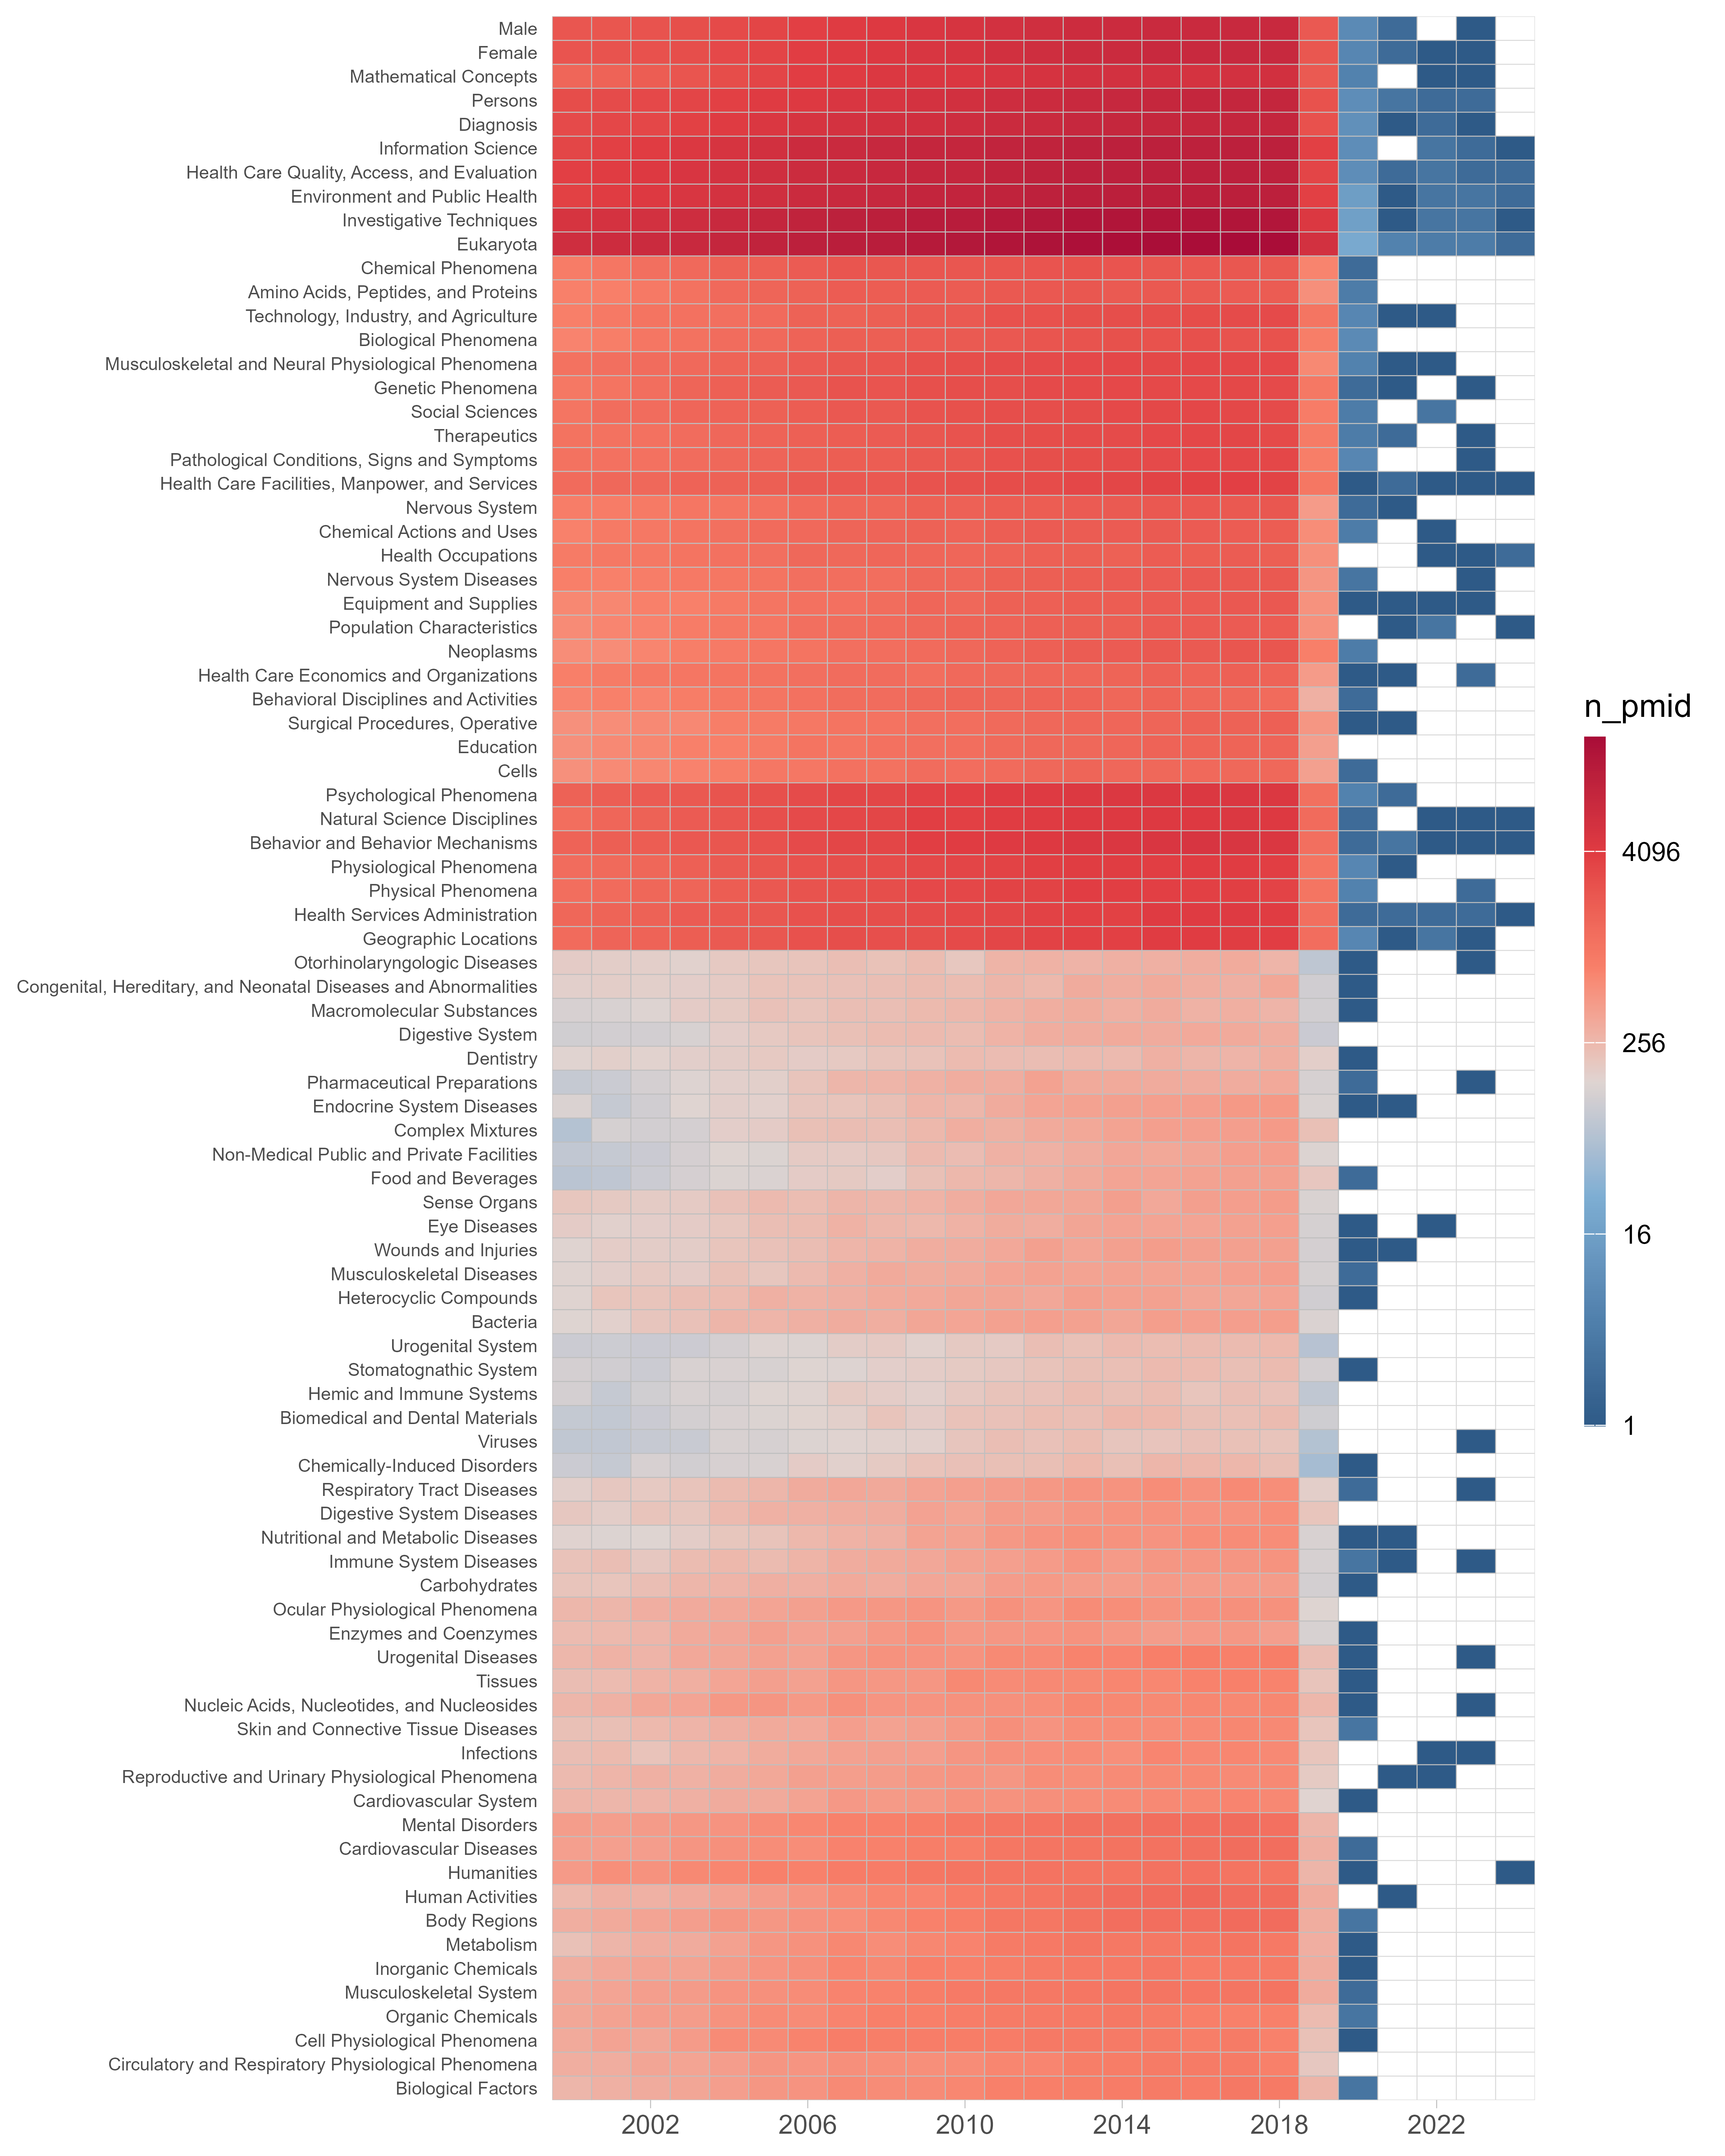 Male
Female
Mathematical Concepts
Persons
Diagnosis
Information Science
Health Care Quality, Access, and Evaluation
Environment and Public Health
Investigative Techniques
Eukaryota
Chemical Phenomena
Amino Acids, Peptides, and Proteins
Technology, Industry, and Agriculture
Biological Phenomena
Musculoskeletal and Neural Physiological Phenomena
Genetic Phenomena
Social Sciences
Therapeutics
Pathological Conditions, Signs and Symptoms
Health Care Facilities, Manpower, and Services
Nervous System
Chemical Actions and Uses
Health Occupations
Nervous System Diseases
Equipment and Supplies
Population Characteristics
Neoplasms
Health Care Economics and Organizations
Behavioral Disciplines and Activities
Surgical Procedures, Operative
Education
Cells
Psychological Phenomena
Natural Science Disciplines
Behavior and Behavior Mechanisms
Physiological Phenomena
Physical Phenomena
Health Services Administration
Geographic Locations
Otorhinolaryngologic Diseases
Congenital, Hereditary, and Neonatal Diseases and Abnormalities
Macromolecular Substances
Digestive System
Dentistry
Pharmaceutical Preparations
Endocrine System Diseases
Complex Mixtures
Non-Medical Public and Private Facilities
Food and Beverages
Sense Organs
Eye Diseases
Wounds and Injuries
Musculoskeletal Diseases
Heterocyclic Compounds
Bacteria
Urogenital System
Stomatognathic System
Hemic and Immune Systems
Biomedical and Dental Materials
Viruses
Chemically-Induced Disorders
Respiratory Tract Diseases
Digestive System Diseases
Nutritional and Metabolic Diseases
Immune System Diseases
Carbohydrates
Ocular Physiological Phenomena
Enzymes and Coenzymes
Urogenital Diseases
Tissues
Nucleic Acids, Nucleotides, and Nucleosides
Skin and Connective Tissue Diseases
Infections
Reproductive and Urinary Physiological Phenomena
Cardiovascular System
Mental Disorders
Cardiovascular Diseases
Humanities
Human Activities
Body Regions
Metabolism
Inorganic Chemicals
Musculoskeletal System
Organic Chemicals
Cell Physiological Phenomena
Circulatory and Respiratory Physiological Phenomena
Biological Factors
2002 2006 2010 2014 2018 2022
n_pmid
4096
256
16
1